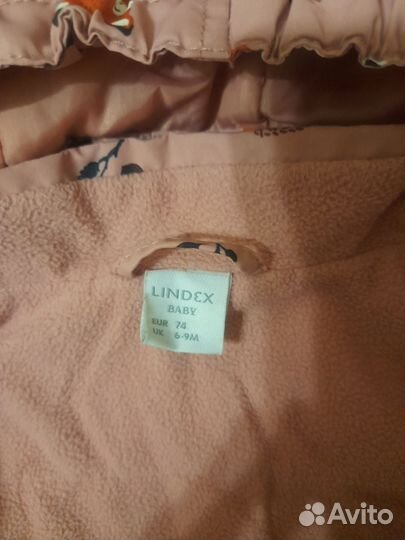 LINDEX
BABY
EUR 74
UK 6-9M
Avito